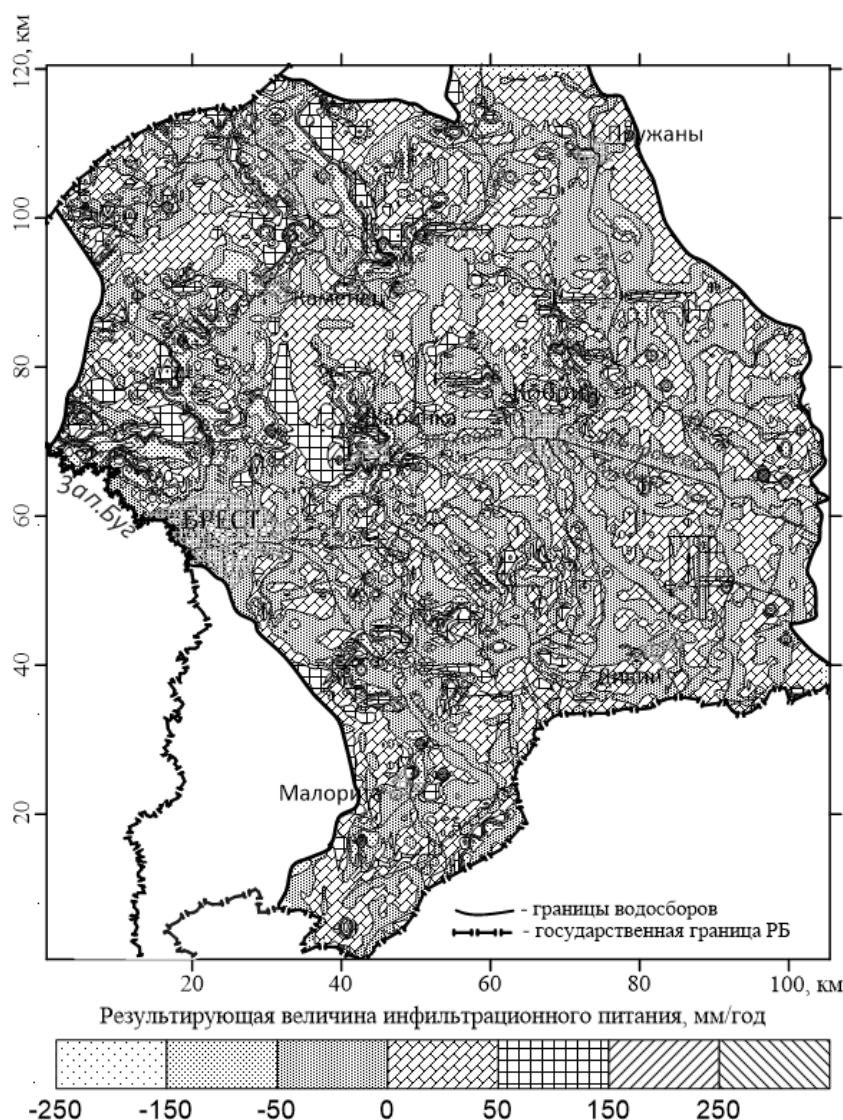 120, км
100
80
60
40
20
Пружаны
Каменец
Жабинка
Кобрин
БРЕСТ
Зап.Буг
Дивин
Малорита
- границы водосборов
- государственная граница РБ
20 40 60 80 100, км
Результирующая величина инфильтрационного питания, мм/год
-250 -150 -50 0 50 150 250